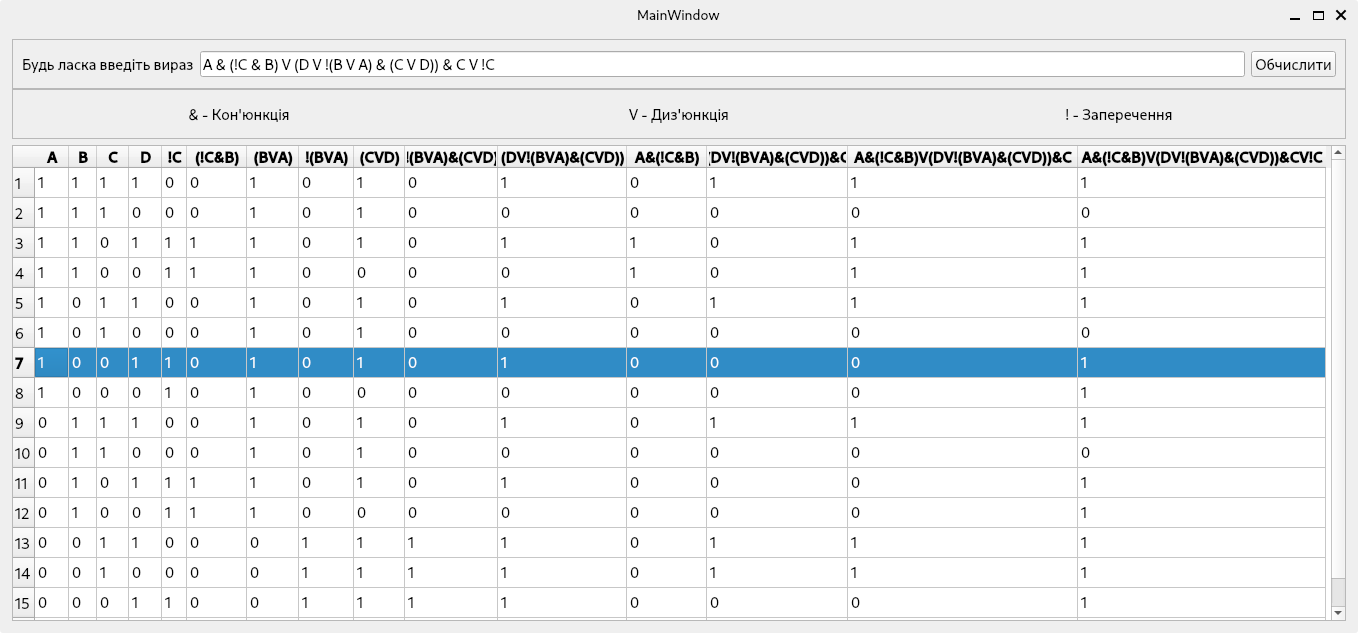 MainWindow
Будь ласка введіть вираз A & (!C & B) V (D V !(B V A) & (C V D)) & C V !C Обчислити
& - Кон'юнкція V - Диз'юнкція ! - Заперечення
A B C D !C (!C&B) (BVA) !(BVA) (CVD) !(BVA)&(CVD) (DV!(BVA)&(CVD)) A&(!C&B) (DV!(BVA)&(CVD))&C A&(!C&B)V(DV!(BVA)&(CVD))&C A&(!C&B)V(DV!(BVA)&(CVD))&CV!C
1 1 1 1 1 0 0 1 0 1 0 1 0 1 1 1
2 1 1 1 0 0 0 1 0 1 0 0 0 0 0 0
3 1 1 0 1 1 1 1 0 1 0 1 1 0 1 1
4 1 1 0 0 1 1 1 0 0 0 0 1 0 1 1
5 1 0 1 1 0 0 1 0 1 0 1 0 1 1 1
6 1 0 1 0 0 0 1 0 1 0 0 0 0 0 0
7 1 0 0 1 1 0 1 0 1 0 1 0 0 0 1
8 1 0 0 0 1 0 1 0 0 0 0 0 0 0 1
9 0 1 1 1 0 0 1 0 1 0 1 0 1 1 1
10 0 1 1 0 0 0 1 0 1 0 0 0 0 0 0
11 0 1 0 1 1 1 1 0 1 0 1 0 0 0 1
12 0 1 0 0 1 1 1 0 0 0 0 0 0 0 1
13 0 0 1 1 0 0 0 1 1 1 1 0 1 1 1
14 0 0 1 0 0 0 0 1 1 1 1 0 1 1 1
15 0 0 0 1 1 0 0 1 1 1 1 0 0 0 1